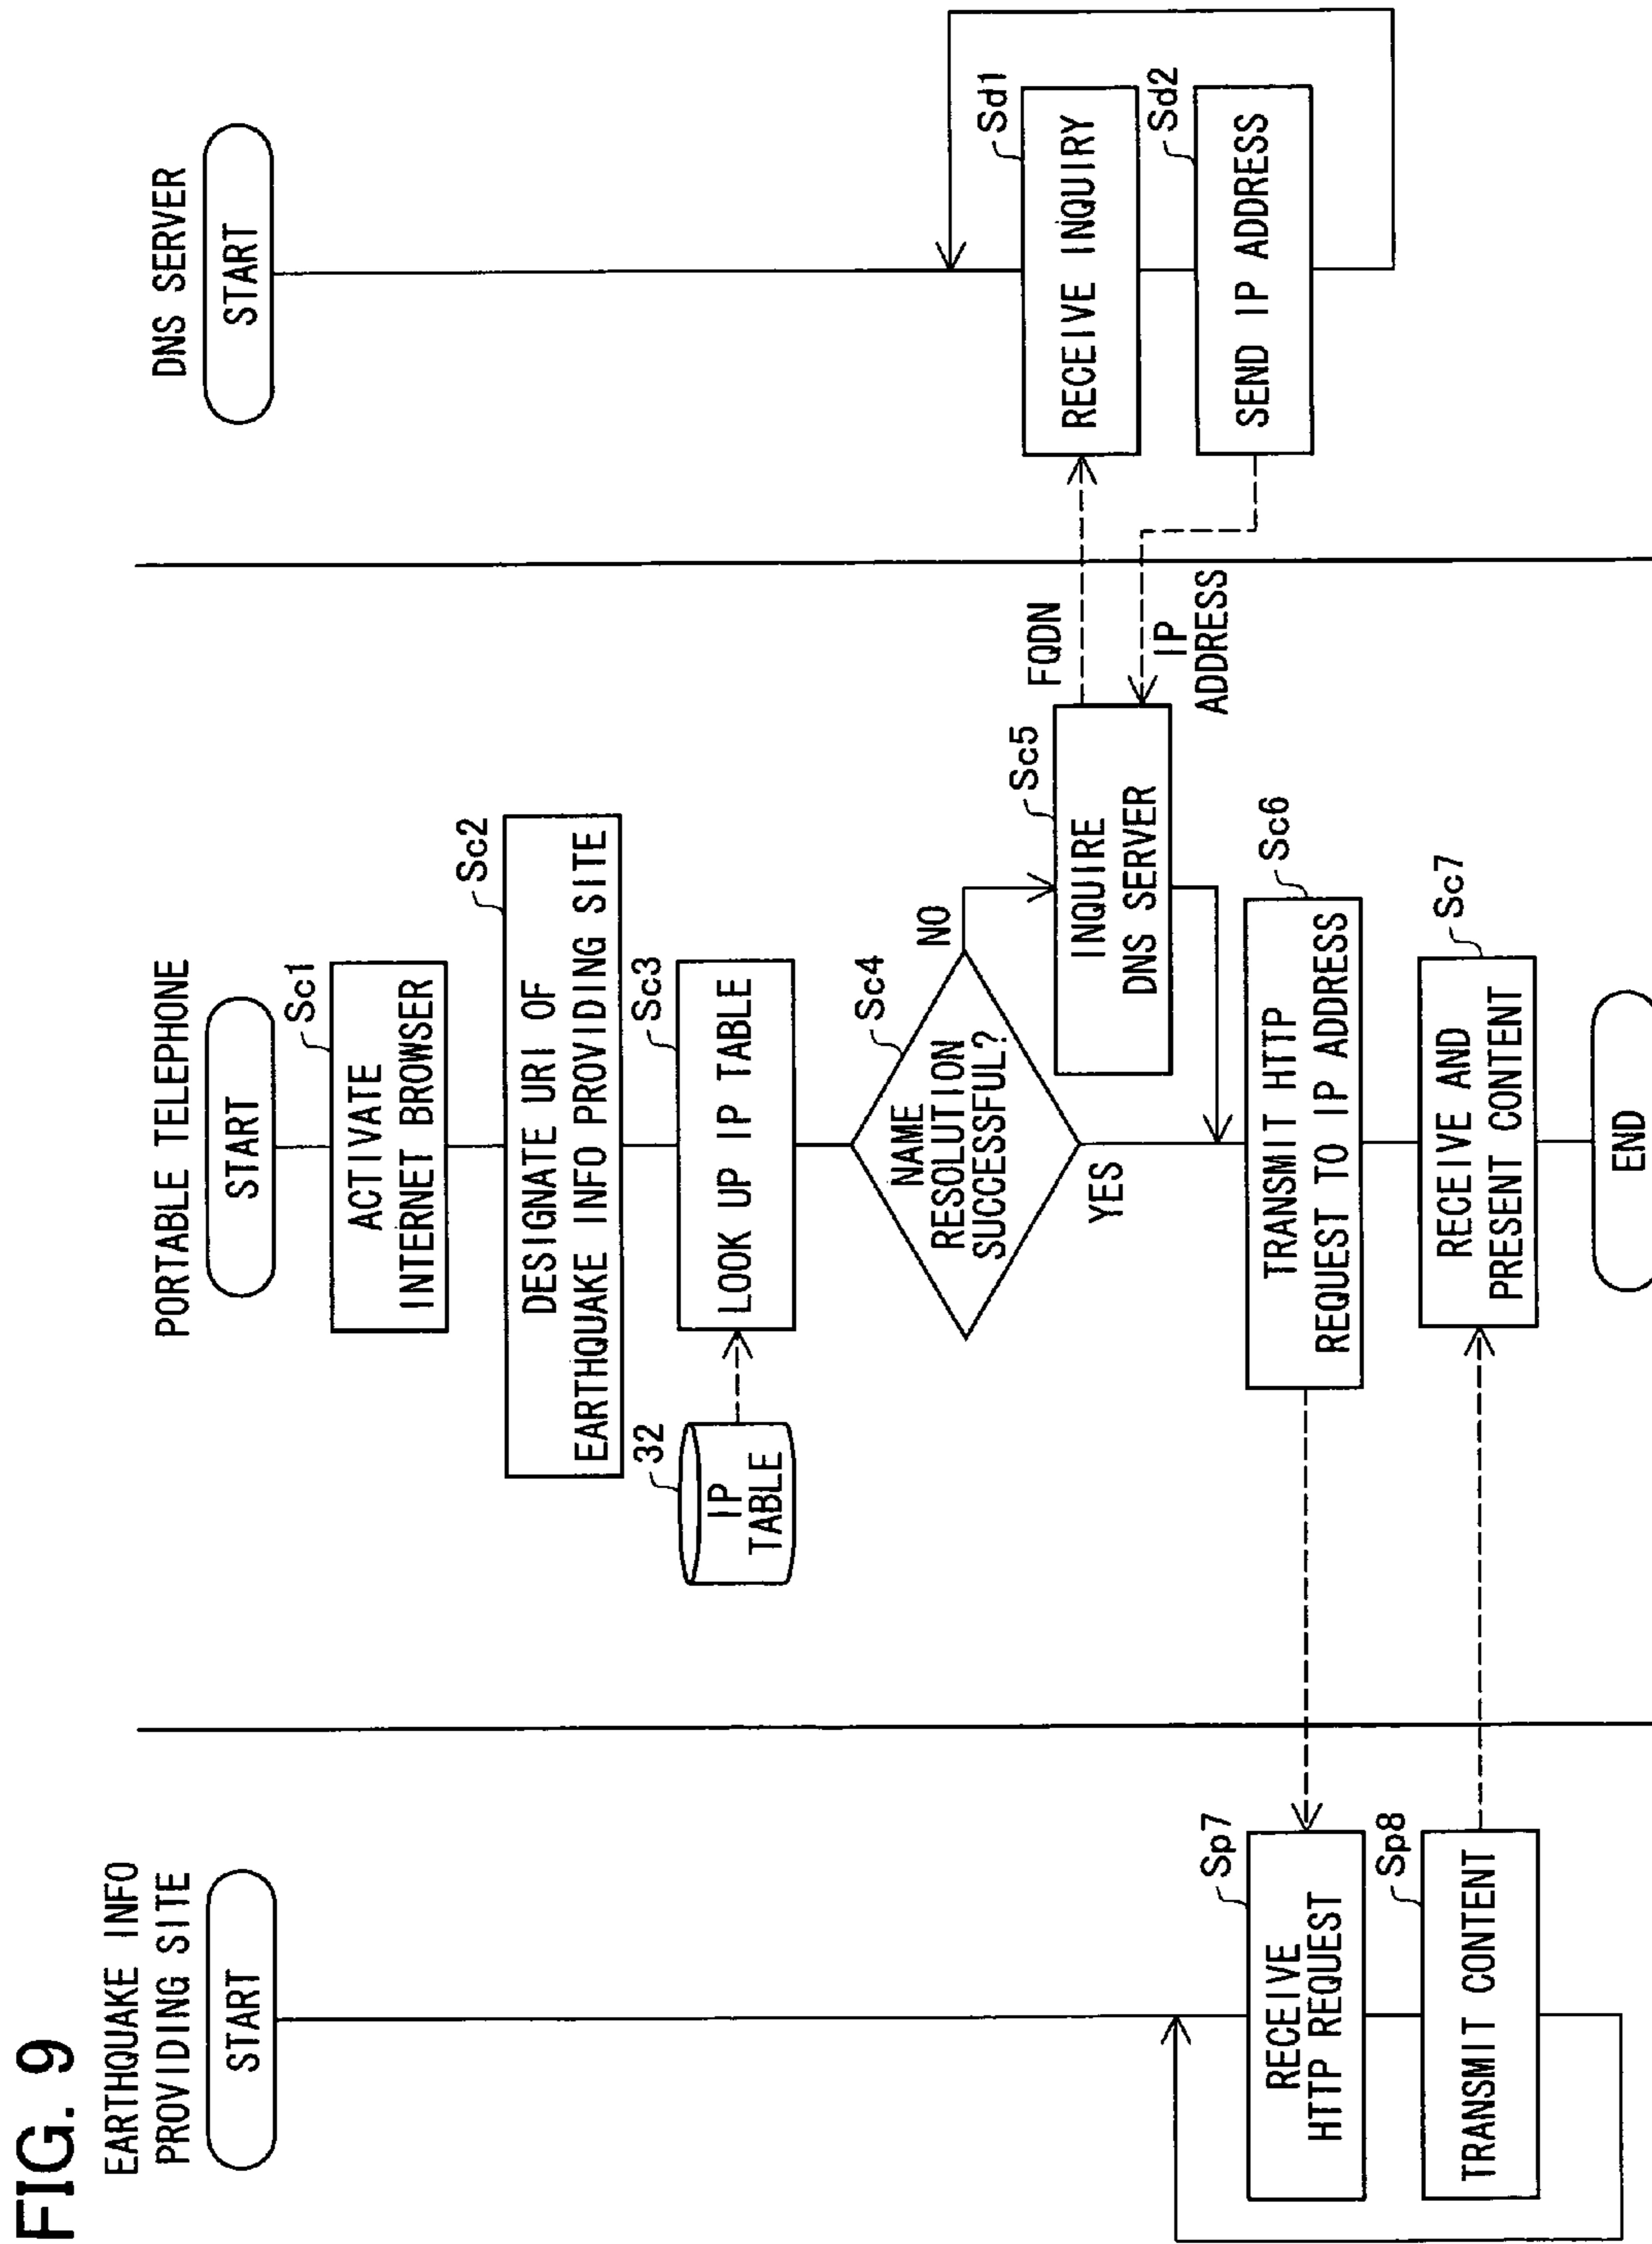 FIG. 9
EARTHQUAKE INFO
PROVIDING SITE
START
Sp7
RECEIVE
HTTP REQUEST
Sp8
TRANSMIT CONTENT
PORTABLE TELEPHONE
START
Sc1
ACTIVATE
INTERNET BROWSER
Sc2
DESIGNATE URI OF
EARTHQUAKE INFO PROVIDING SITE
32
IP
TABLE
Sc3
LOOK UP IP TABLE
Sc4
NAME
RESOLUTION
SUCCESSFUL?
NO
YES
Sc5
INQUIRE
DNS SERVER
FQDN
IP
ADDRESS
Sc6
TRANSMIT HTTP
REQUEST TO IP ADDRESS
Sc7
RECEIVE AND
PRESENT CONTENT
END
DNS SERVER
START
Sd1
RECEIVE INQUIRY
Sd2
SEND IP ADDRESS